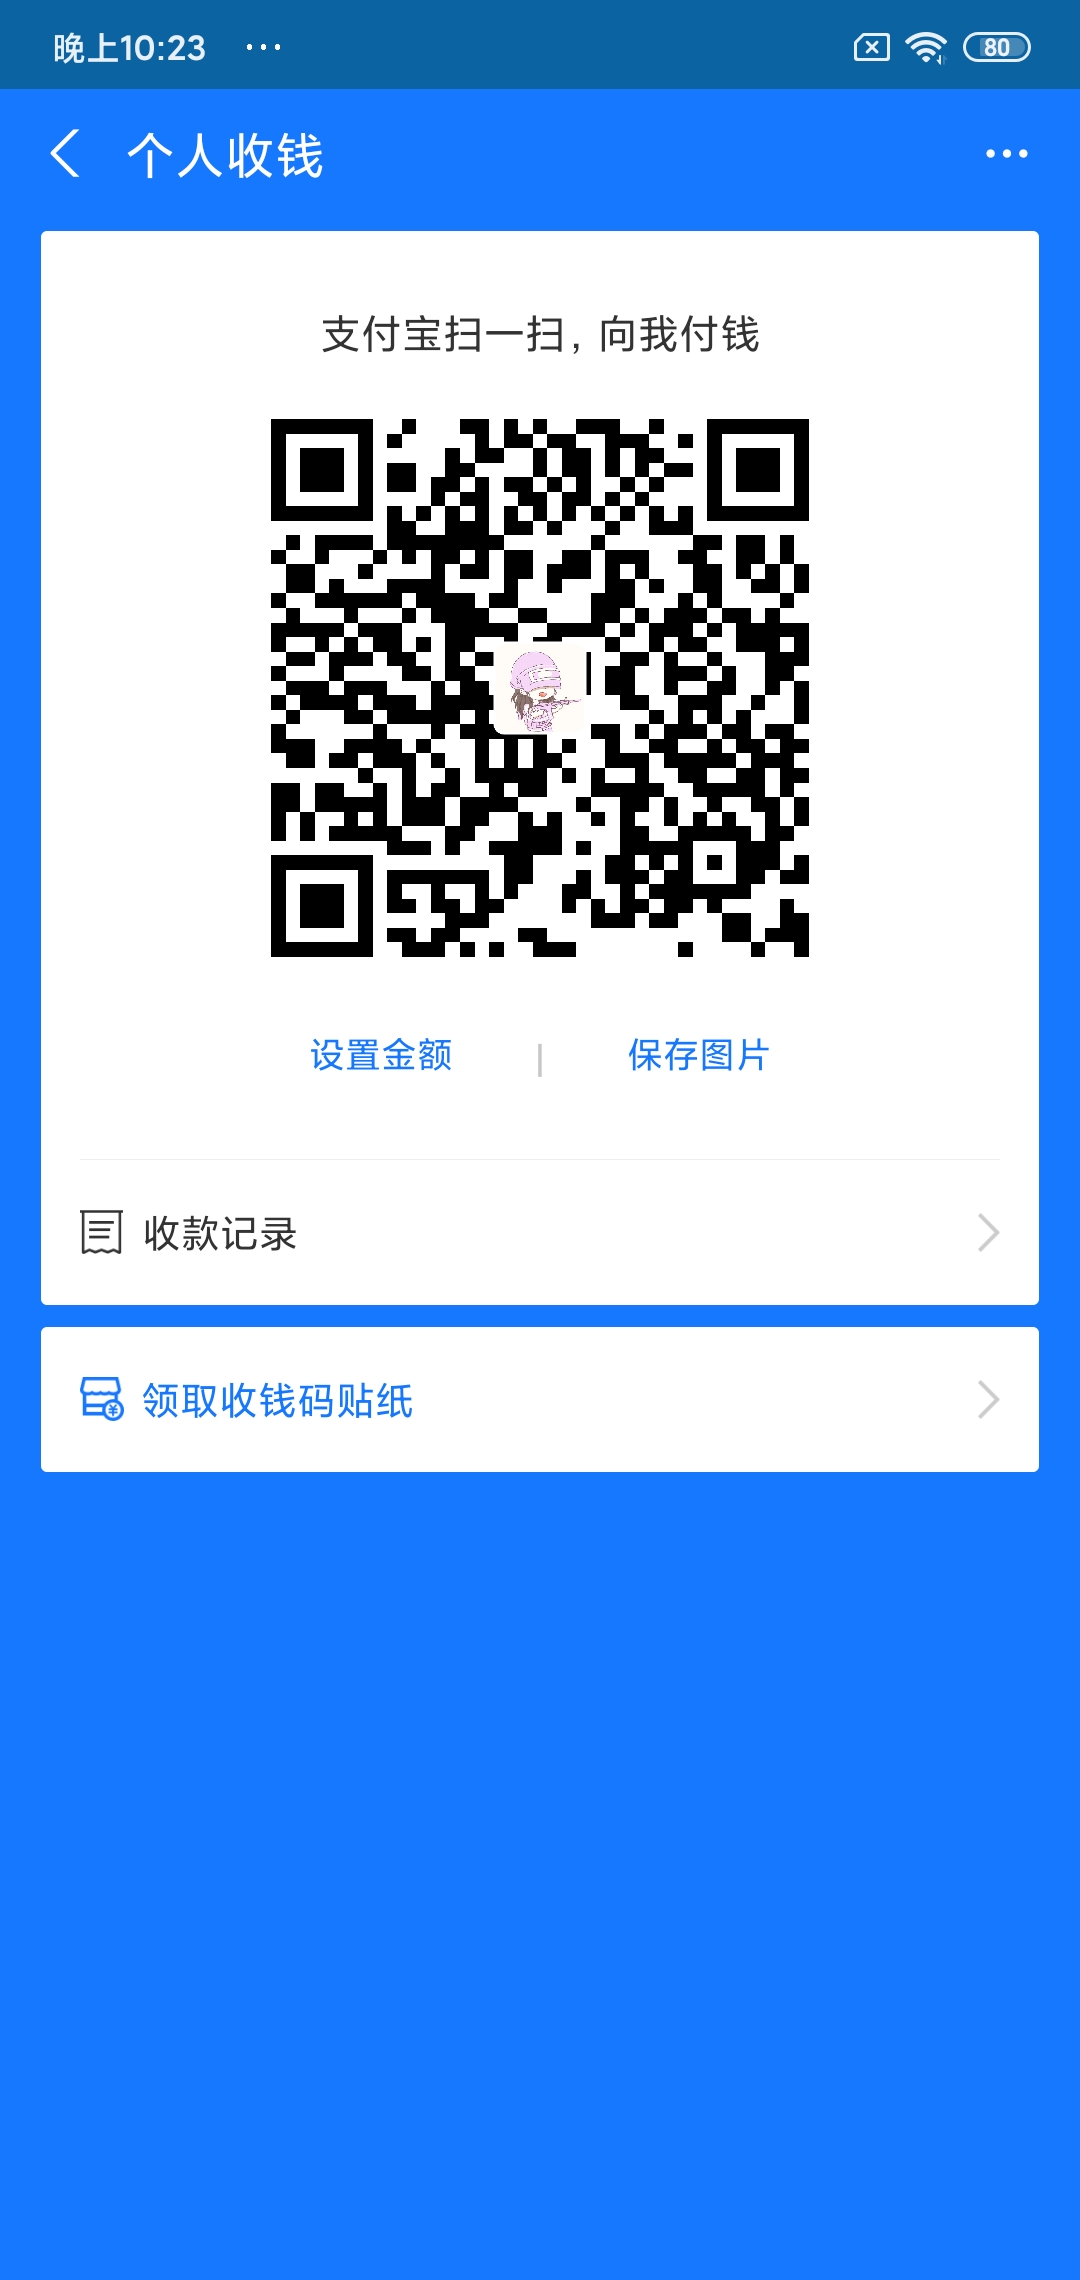 晚上10:23 ...
80
个人收钱
支付宝扫一扫, 向我付钱
设置金额 | 保存图片
收款记录
领取收钱码贴纸